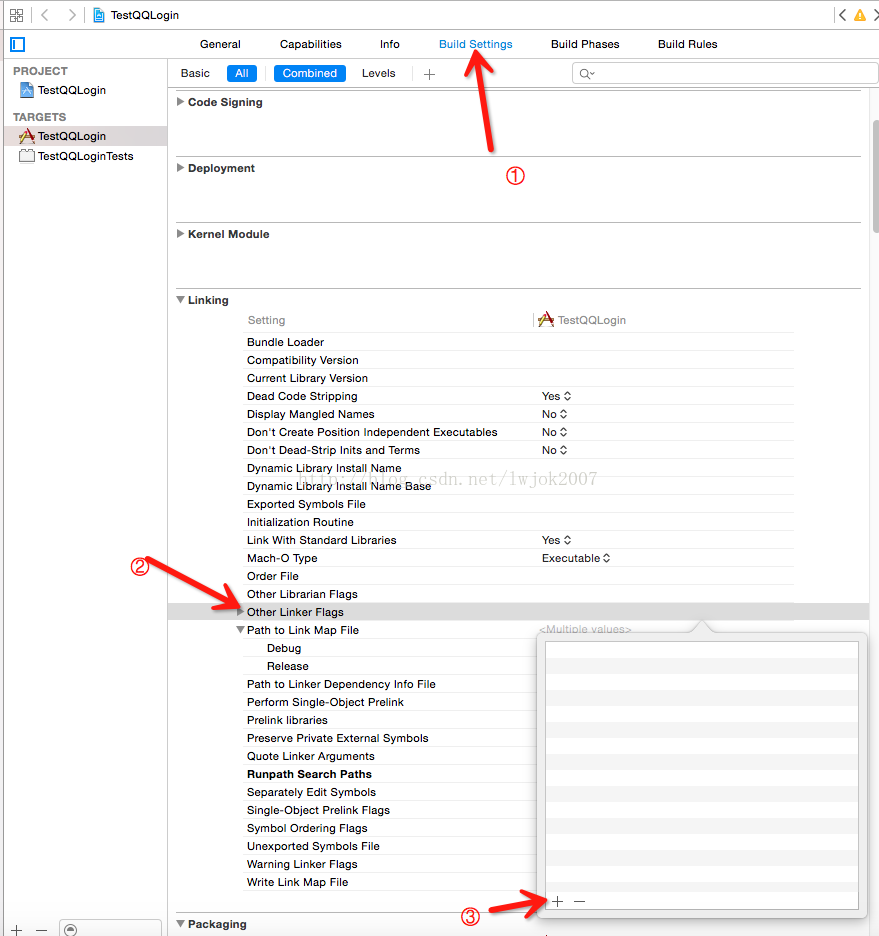 TestQQLogin
General Capabilities Info Build Settings Build Phases Build Rules
PROJECT
TestQQLogin
TARGETS
TestQQLogin
TestQQLoginTests
Basic All Combined Levels +
Code Signing
①
Deployment
Kernel Module
Linking
Setting TestQQLogin
Bundle Loader
Compatibility Version
Current Library Version
Dead Code Stripping Yes
Display Mangled Names No
Don't Create Position Independent Executables No
Don't Dead-Strip Inits and Terms No
Dynamic Library Install Name
http://blog.csdn.net/lwjok2007
Dynamic Library Install Name Base
Exported Symbols File
Initialization Routine
Link With Standard Libraries Yes
Mach-O Type Executable
②
Order File
Other Librarian Flags
Other Linker Flags
Path to Link Map File <Multiple values>
Debug
Release
Path to Linker Dependency Info File
Perform Single-Object Prelink
Prelink libraries
Preserve Private External Symbols
Quote Linker Arguments
Runpath Search Paths
Separately Edit Symbols
Single-Object Prelink Flags
Symbol Ordering Flags
Unexported Symbols File
Warning Linker Flags
Write Link Map File
③ + −
Packaging
+ −